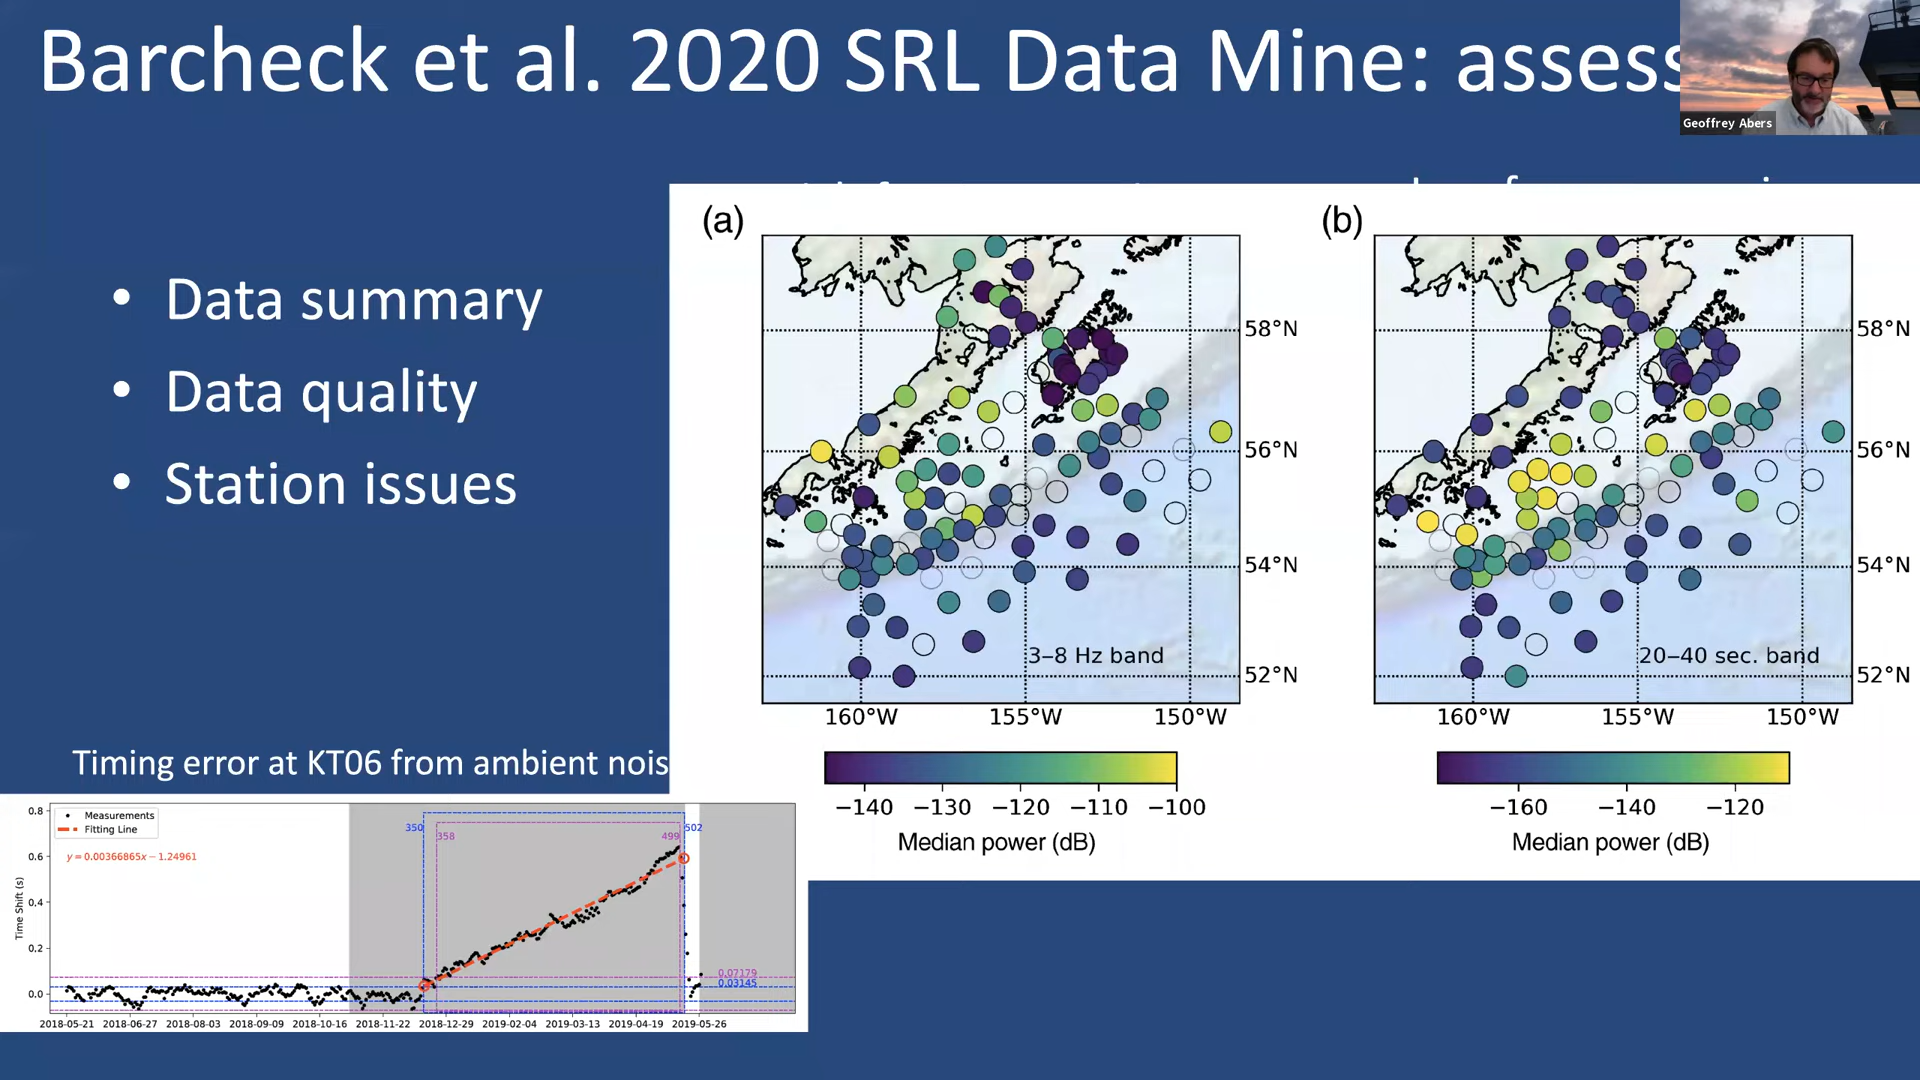 Barcheck et al. 2020 SRL Data Mine: assess
Geoffrey Abers
• Data summary
• Data quality
• Station issues
(a)
58°N
56°N
54°N
52°N
3–8 Hz band
160°W 155°W 150°W
−140 −130 −120 −110 −100
Median power (dB)
(b)
58°N
56°N
54°N
52°N
20–40 sec. band
160°W 155°W 150°W
−160 −140 −120
Median power (dB)
Timing error at KT06 from ambient nois
Measurements
Fitting Line
y = 0.00366865x − 1.24961
350
358
499
502
0.07179
0.03145
Time Shift (s)
0.8
0.6
0.4
0.2
0.0
2018-05-21 2018-06-27 2018-08-03 2018-09-09 2018-10-16 2018-11-22 2018-12-29 2019-02-04 2019-03-13 2019-04-19 2019-05-26